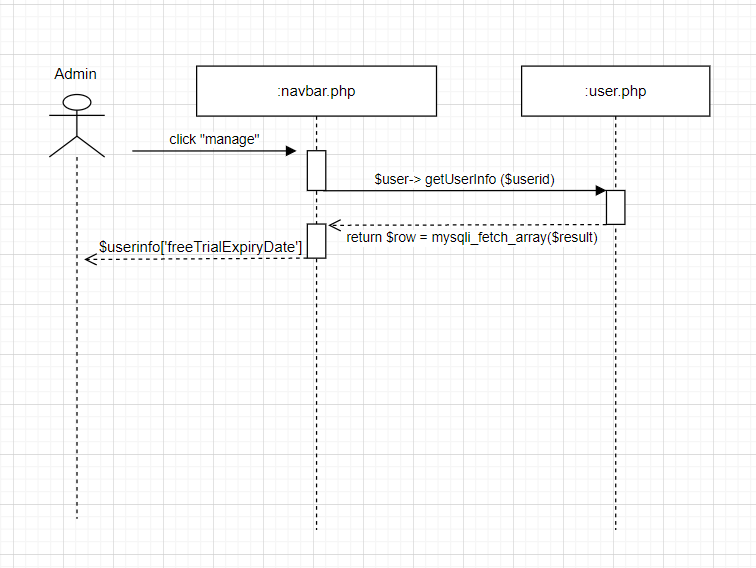 Admin
:navbar.php
:user.php
click "manage"
$user-> getUserInfo ($userid)
return $row = mysqli_fetch_array($result)
$userinfo['freeTrialExpiryDate']